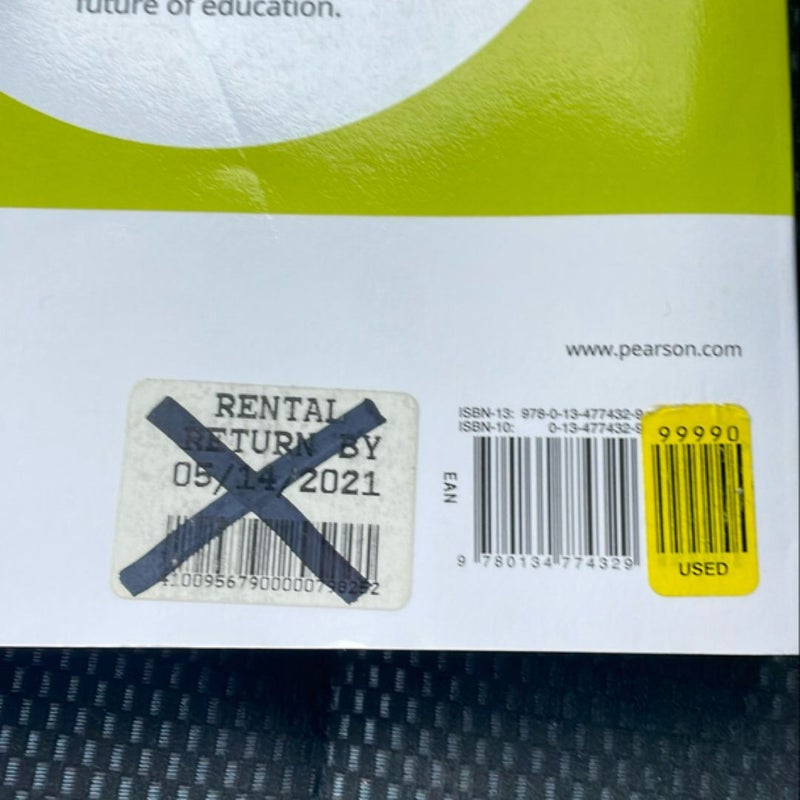 future of education.
www.pearson.com
RENTAL
RETURN BY
05/14/2021
ISBN-13: 978-0-13-477432-9
ISBN-10: 0-13-477432-9
EAN
9 780134 774329
99990
USED